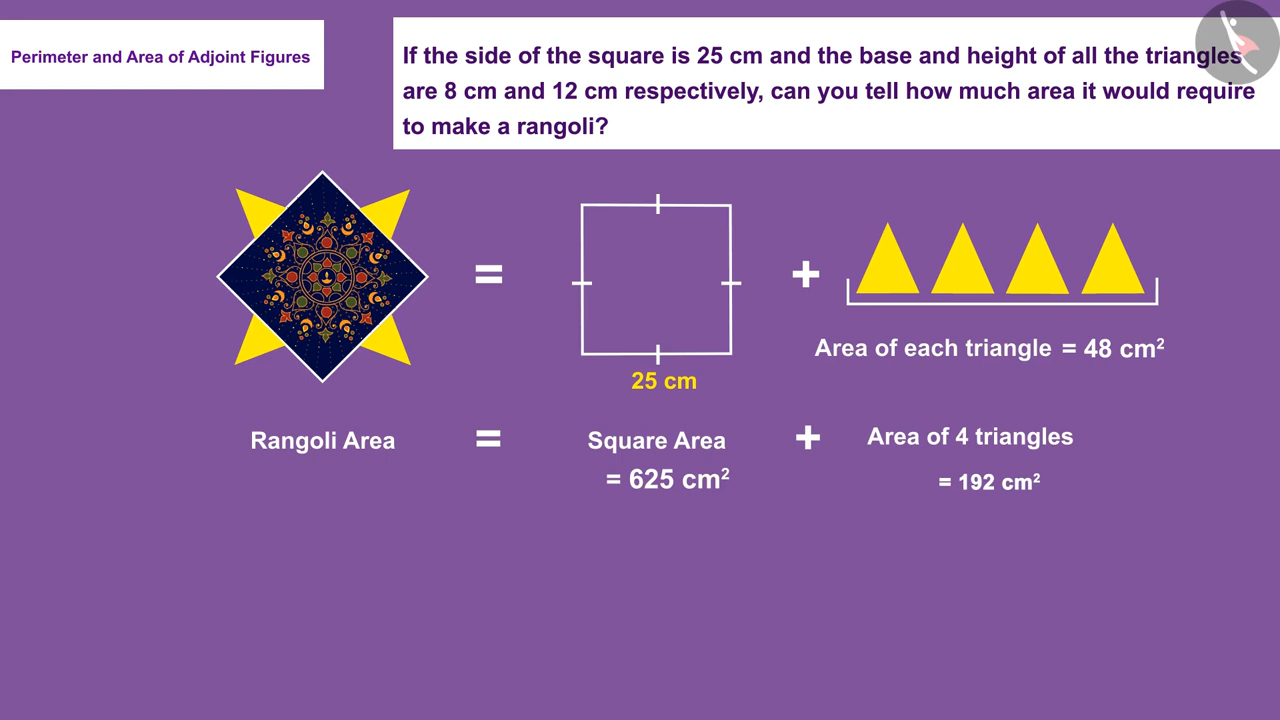 Perimeter and Area of Adjoint Figures
If the side of the square is 25 cm and the base and height of all the triangles
are 8 cm and 12 cm respectively, can you tell how much area it would require
to make a rangoli?
= +
25 cm
Area of each triangle = 48 cm²
Rangoli Area = Square Area + Area of 4 triangles
= 625 cm² = 192 cm²